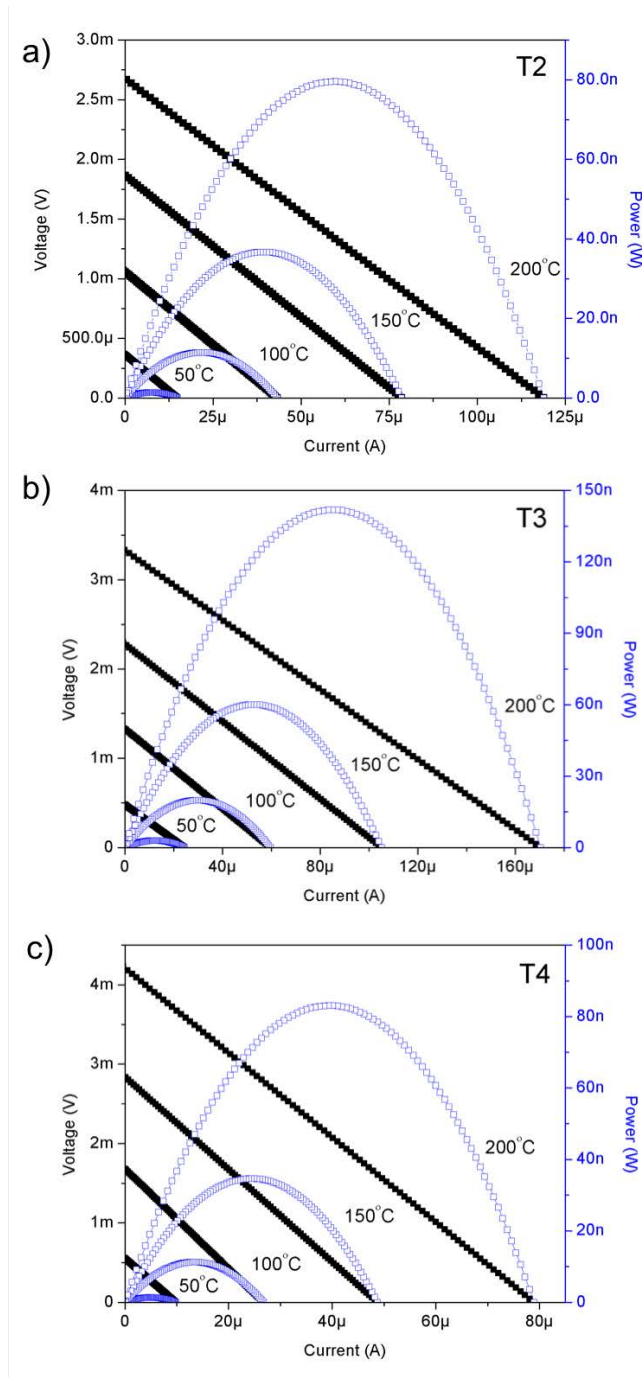 a)
T2
3.0m
2.5m
2.0m
1.5m
1.0m
500.0µ
0.0
Voltage (V)
80.0n
60.0n
40.0n
20.0n
0.0
Power (W)
200°C
150°C
100°C
50°C
0 25µ 50µ 75µ 100µ 125µ
Current (A)
b)
T3
4m
3m
2m
1m
0
Voltage (V)
150n
120n
90n
60n
30n
0
Power (W)
200°C
150°C
100°C
50°C
0 40µ 80µ 120µ 160µ
Current (A)
c)
T4
4m
3m
2m
1m
0
Voltage (V)
100n
80n
60n
40n
20n
0
Power (W)
200°C
150°C
100°C
50°C
0 20µ 40µ 60µ 80µ
Current (A)